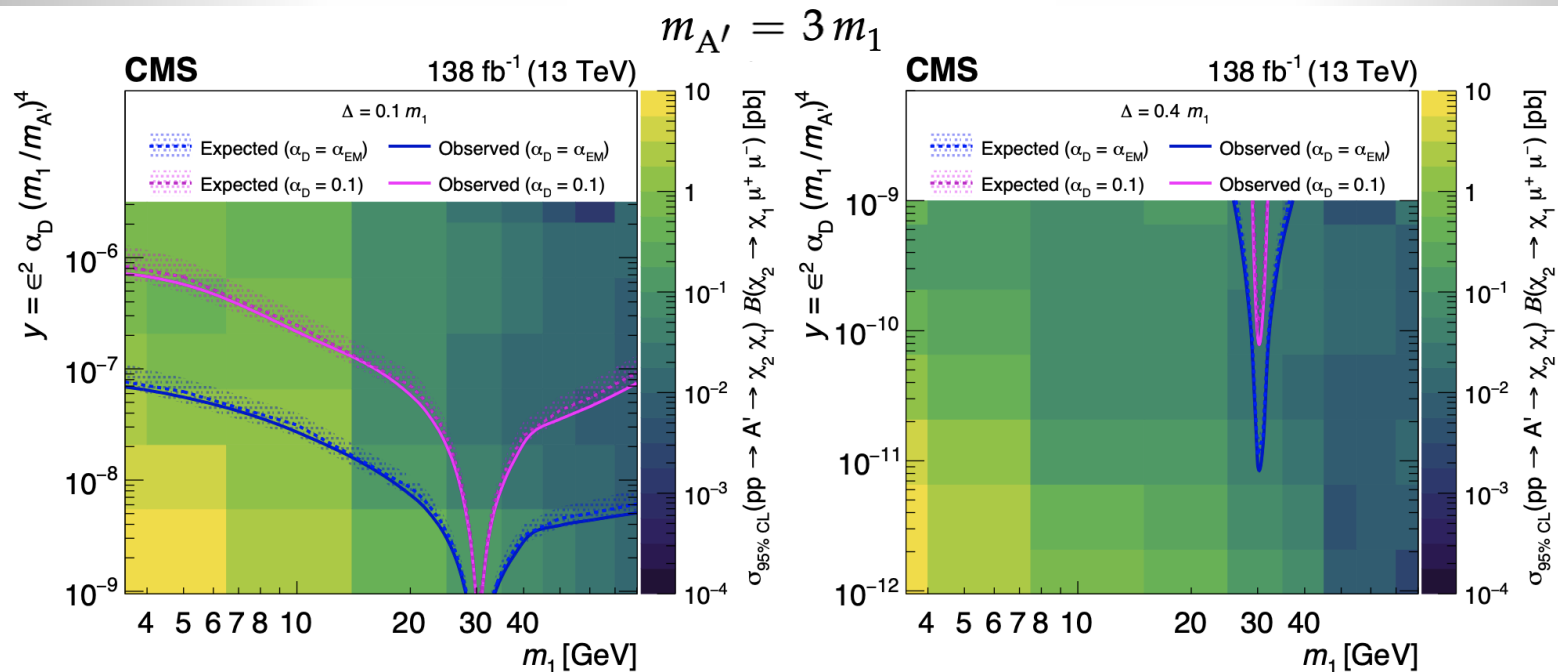 m_A′ = 3 m_1
CMS 138 fb⁻¹ (13 TeV)
Δ = 0.1 m_1
Expected (α_D = α_EM) Observed (α_D = α_EM)
Expected (α_D = 0.1) Observed (α_D = 0.1)
y = ϵ² α_D (m_1 /m_A')⁴
10⁻⁶
10⁻⁷
10⁻⁸
10⁻⁹
4 5 6 7 8 10 20 30 40
m_1 [GeV]
10
1
10⁻¹
10⁻²
10⁻³
10⁻⁴
σ_95% CL(pp → A' → χ_2 χ_1) B(χ_2 → χ_1 μ⁺ μ⁻) [pb]
CMS 138 fb⁻¹ (13 TeV)
Δ = 0.4 m_1
Expected (α_D = α_EM) Observed (α_D = α_EM)
Expected (α_D = 0.1) Observed (α_D = 0.1)
y = ϵ² α_D (m_1 /m_A')⁴
10⁻⁹
10⁻¹⁰
10⁻¹¹
10⁻¹²
4 5 6 7 8 10 20 30 40
m_1 [GeV]
10
1
10⁻¹
10⁻²
10⁻³
10⁻⁴
σ_95% CL(pp → A' → χ_2 χ_1) B(χ_2 → χ_1 μ⁺ μ⁻) [pb]